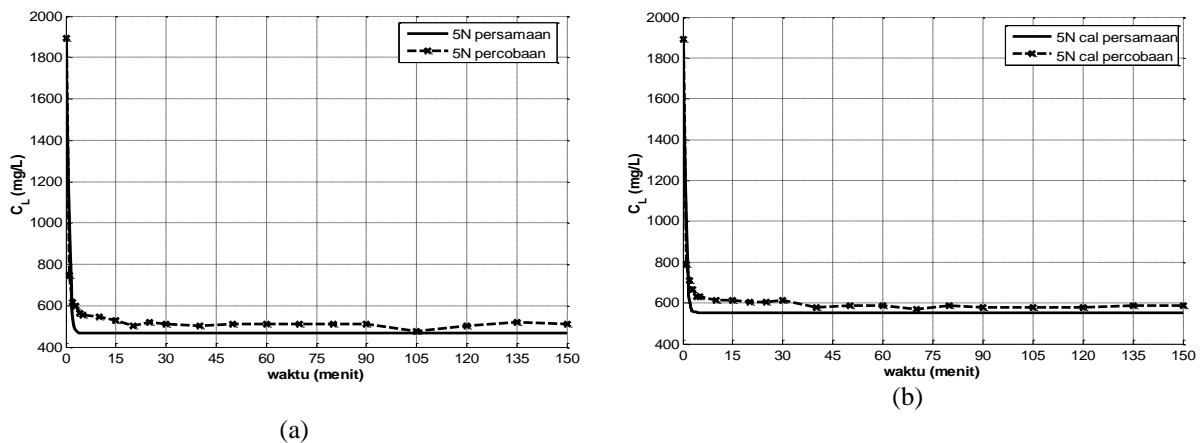 2000
1800
1600
1400
1200
1000
800
600
400
C_L (mg/L)
5N persamaan
5N percobaan
0 15 30 45 60 75 90 105 120 135 150
waktu (menit)
(a)
2000
1800
1600
1400
1200
1000
800
600
400
C_L (mg/L)
5N cal persamaan
5N cal percobaan
0 15 30 45 60 75 90 105 120 135 150
waktu (menit)
(b)